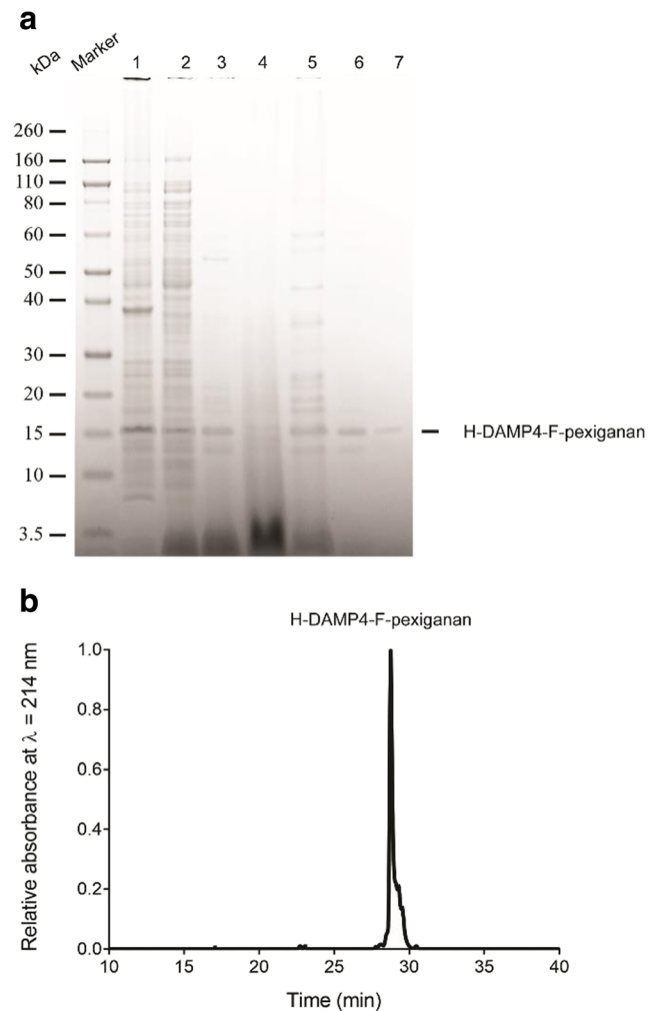 a
kDa Marker 1 2 3 4 5 6 7
260
160
110
80
60
50
40
30
20
15 H-DAMP4-F-pexiganan
10
3.5
b
H-DAMP4-F-pexiganan
Relative absorbance at λ = 214 nm
1.0
0.8
0.6
0.4
0.2
0.0
10 15 20 25 30 35 40
Time (min)